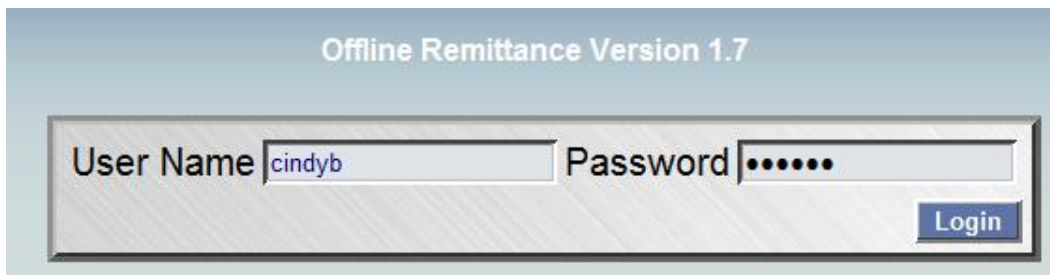 Offline Remittance Version 1.7
User Name cindyb Password ••••••
Login